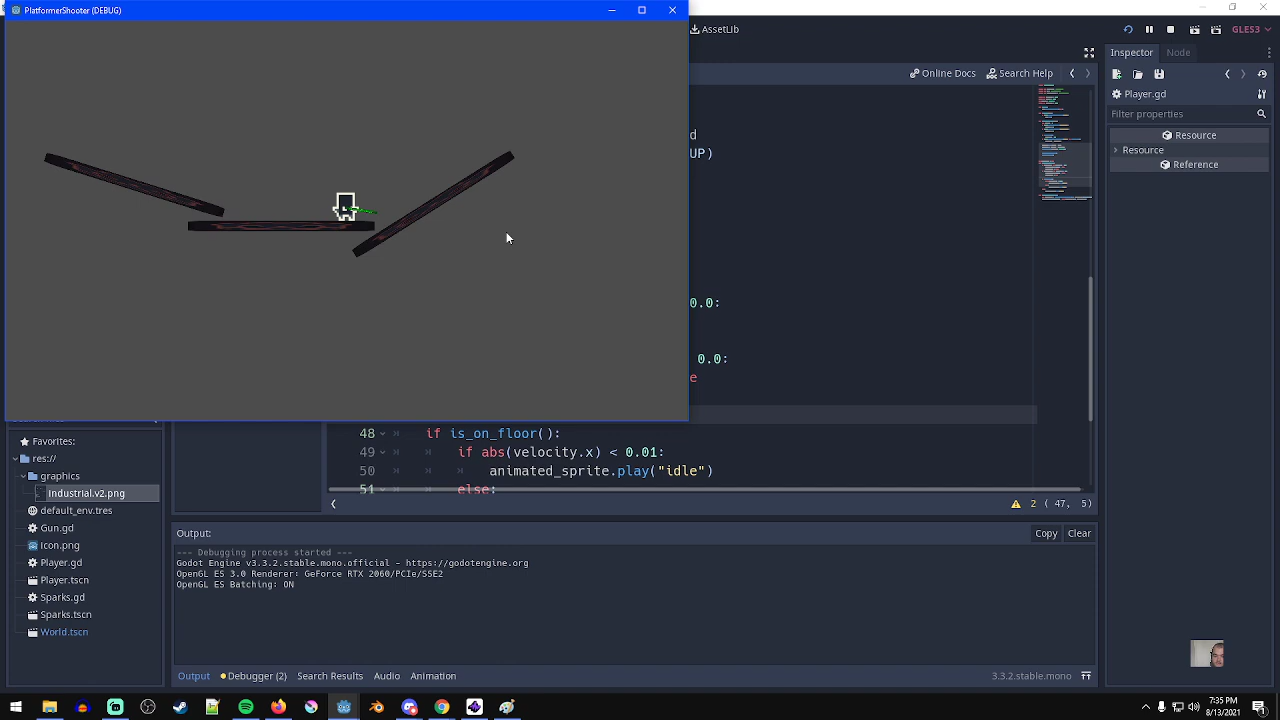 PlatformerShooter (DEBUG)
AssetLib
GLES3
Inspector
Node
Online Docs
Search Help
Player.gd
Filter properties
Resource
Resource
Reference
UP)
0.0:
0.0:
e
48 if is_on_floor():
49 if abs(velocity.x) < 0.01:
50 animated_sprite.play("idle")
51 else:
2 ( 47, 5)
Favorites:
res://
graphics
industrial.v2.png
default_env.tres
Gun.gd
icon.png
Player.gd
Player.tscn
Sparks.gd
Sparks.tscn
World.tscn
Output:
Copy
Clear
--- Debugging process started ---
Godot Engine v3.3.2.stable.mono.official - https://godotengine.org
OpenGL ES 3.0 Renderer: GeForce RTX 2060/PCIe/SSE2
OpenGL ES Batching: ON
Output
Debugger (2)
Search Results
Audio
Animation
3.3.2.stable.mono
7:35 PM
8/13/2021